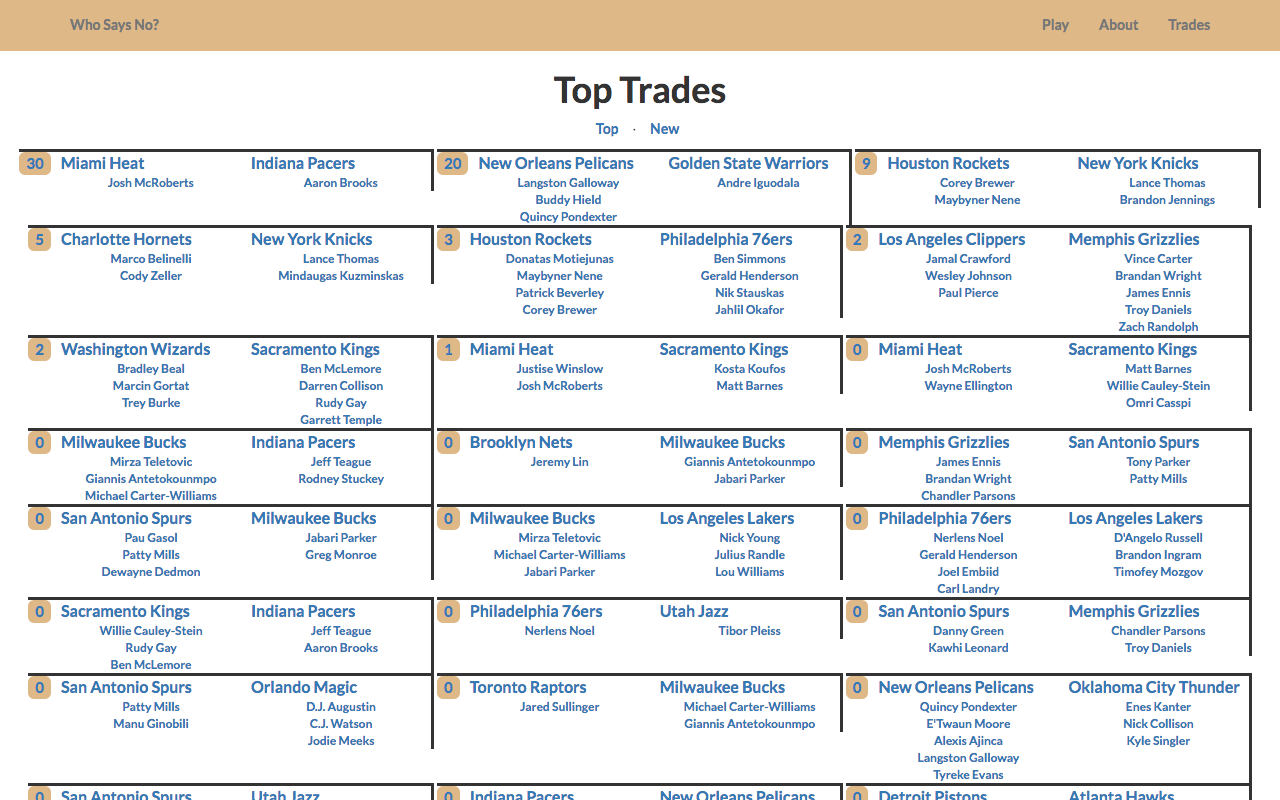 Who Says No?
Play About Trades
Top Trades
Top · New
30 Miami Heat Indiana Pacers
Josh McRoberts Aaron Brooks
20 New Orleans Pelicans Golden State Warriors
Langston Galloway Andre Iguodala
Buddy Hield
Quincy Pondexter
9 Houston Rockets New York Knicks
Corey Brewer Lance Thomas
Maybyner Nene Brandon Jennings
5 Charlotte Hornets New York Knicks
Marco Belinelli Lance Thomas
Cody Zeller Mindaugas Kuzminskas
3 Houston Rockets Philadelphia 76ers
Donatas Motiejunas Ben Simmons
Maybyner Nene Gerald Henderson
Patrick Beverley Nik Stauskas
Corey Brewer Jahlil Okafor
2 Los Angeles Clippers Memphis Grizzlies
Jamal Crawford Vince Carter
Wesley Johnson Brandan Wright
Paul Pierce James Ennis
Troy Daniels
Zach Randolph
2 Washington Wizards Sacramento Kings
Bradley Beal Ben McLemore
Marcin Gortat Darren Collison
Trey Burke Rudy Gay
Garrett Temple
1 Miami Heat Sacramento Kings
Justise Winslow Kosta Koufos
Josh McRoberts Matt Barnes
0 Miami Heat Sacramento Kings
Josh McRoberts Matt Barnes
Wayne Ellington Willie Cauley-Stein
Omri Casspi
0 Milwaukee Bucks Indiana Pacers
Mirza Teletovic Jeff Teague
Giannis Antetokounmpo Rodney Stuckey
Michael Carter-Williams
0 Brooklyn Nets Milwaukee Bucks
Jeremy Lin Giannis Antetokounmpo
Jabari Parker
0 Memphis Grizzlies San Antonio Spurs
James Ennis Tony Parker
Brandan Wright Patty Mills
Chandler Parsons
0 San Antonio Spurs Milwaukee Bucks
Pau Gasol Jabari Parker
Patty Mills Greg Monroe
Dewayne Dedmon
0 Milwaukee Bucks Los Angeles Lakers
Mirza Teletovic Nick Young
Michael Carter-Williams Julius Randle
Jabari Parker Lou Williams
0 Philadelphia 76ers Los Angeles Lakers
Nerlens Noel D'Angelo Russell
Gerald Henderson Brandon Ingram
Joel Embiid Timofey Mozgov
Carl Landry
0 Sacramento Kings Indiana Pacers
Willie Cauley-Stein Jeff Teague
Rudy Gay Aaron Brooks
Ben McLemore
0 Philadelphia 76ers Utah Jazz
Nerlens Noel Tibor Pleiss
0 San Antonio Spurs Memphis Grizzlies
Danny Green Chandler Parsons
Kawhi Leonard Troy Daniels
0 San Antonio Spurs Orlando Magic
Patty Mills D.J. Augustin
Manu Ginobili C.J. Watson
Jodie Meeks
0 Toronto Raptors Milwaukee Bucks
Jared Sullinger Michael Carter-Williams
Giannis Antetokounmpo
0 New Orleans Pelicans Oklahoma City Thunder
Quincy Pondexter Enes Kanter
E'Twaun Moore Nick Collison
Alexis Ajinca Kyle Singler
Langston Galloway
Tyreke Evans
0 San Antonio Spurs Utah Jazz
0 Indiana Pacers New Orleans Pelicans
0 Detroit Pistons Atlanta Hawks